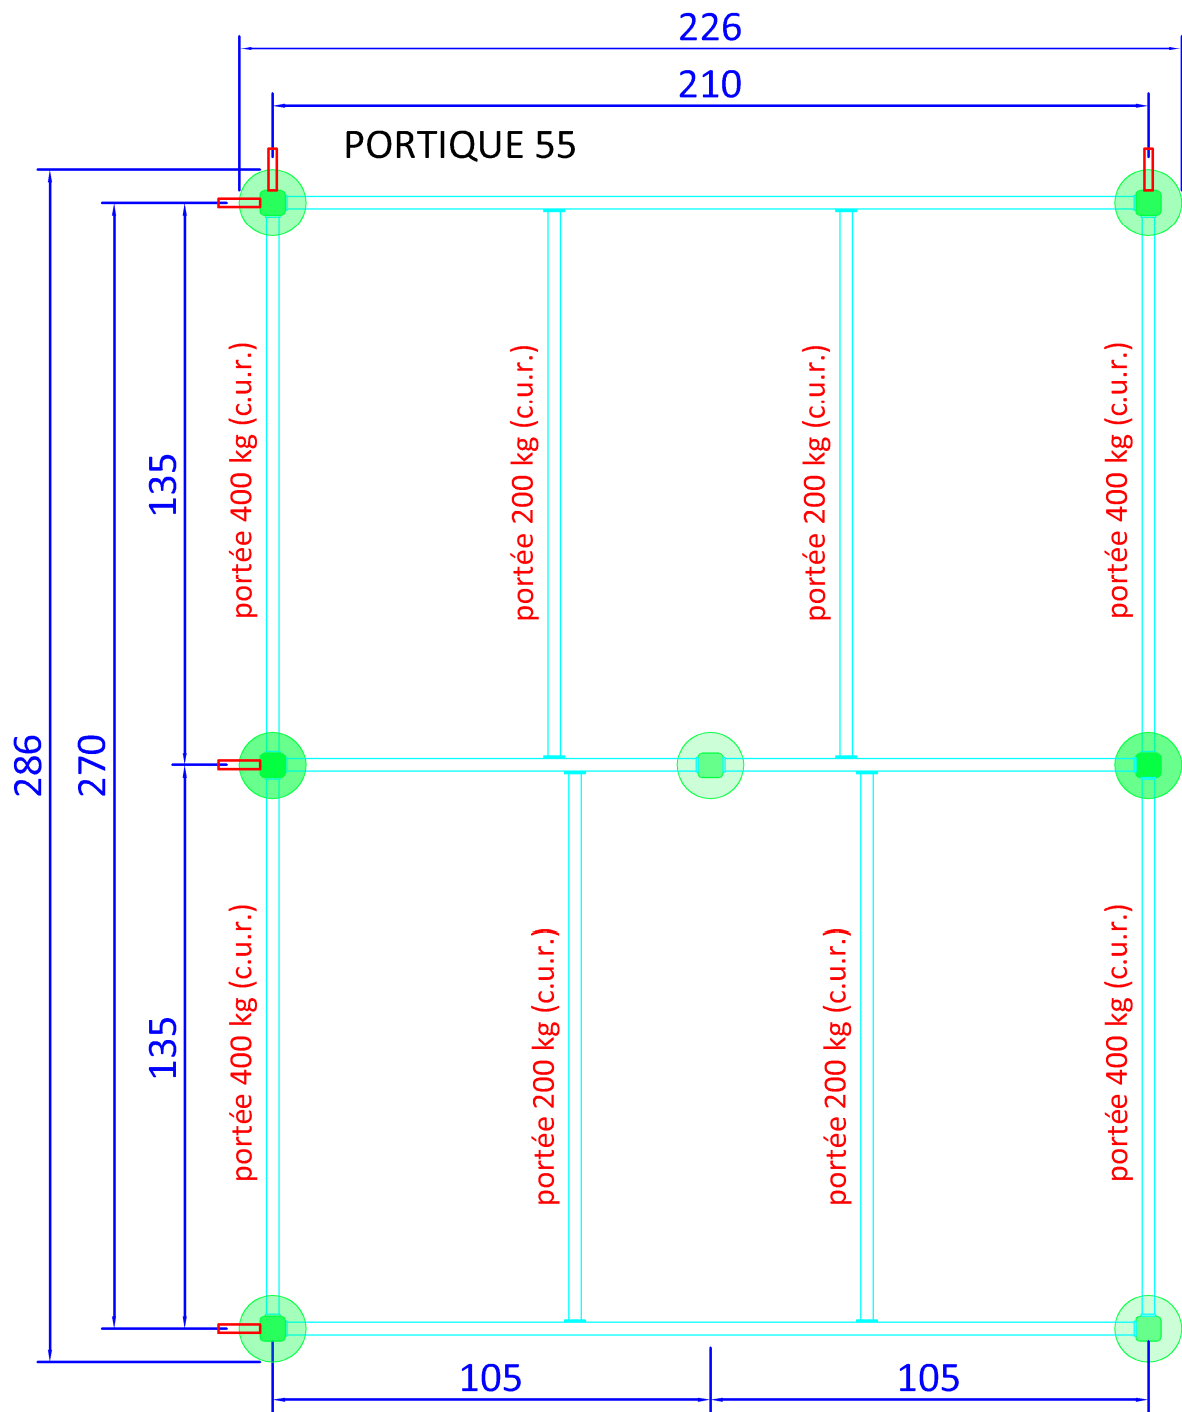 226
210
PORTIQUE 55
portée 400 kg (c.u.r.)
portée 200 kg (c.u.r.)
portée 200 kg (c.u.r.)
portée 400 kg (c.u.r.)
135
286
270
portée 400 kg (c.u.r.)
portée 200 kg (c.u.r.)
portée 200 kg (c.u.r.)
portée 400 kg (c.u.r.)
135
105
105